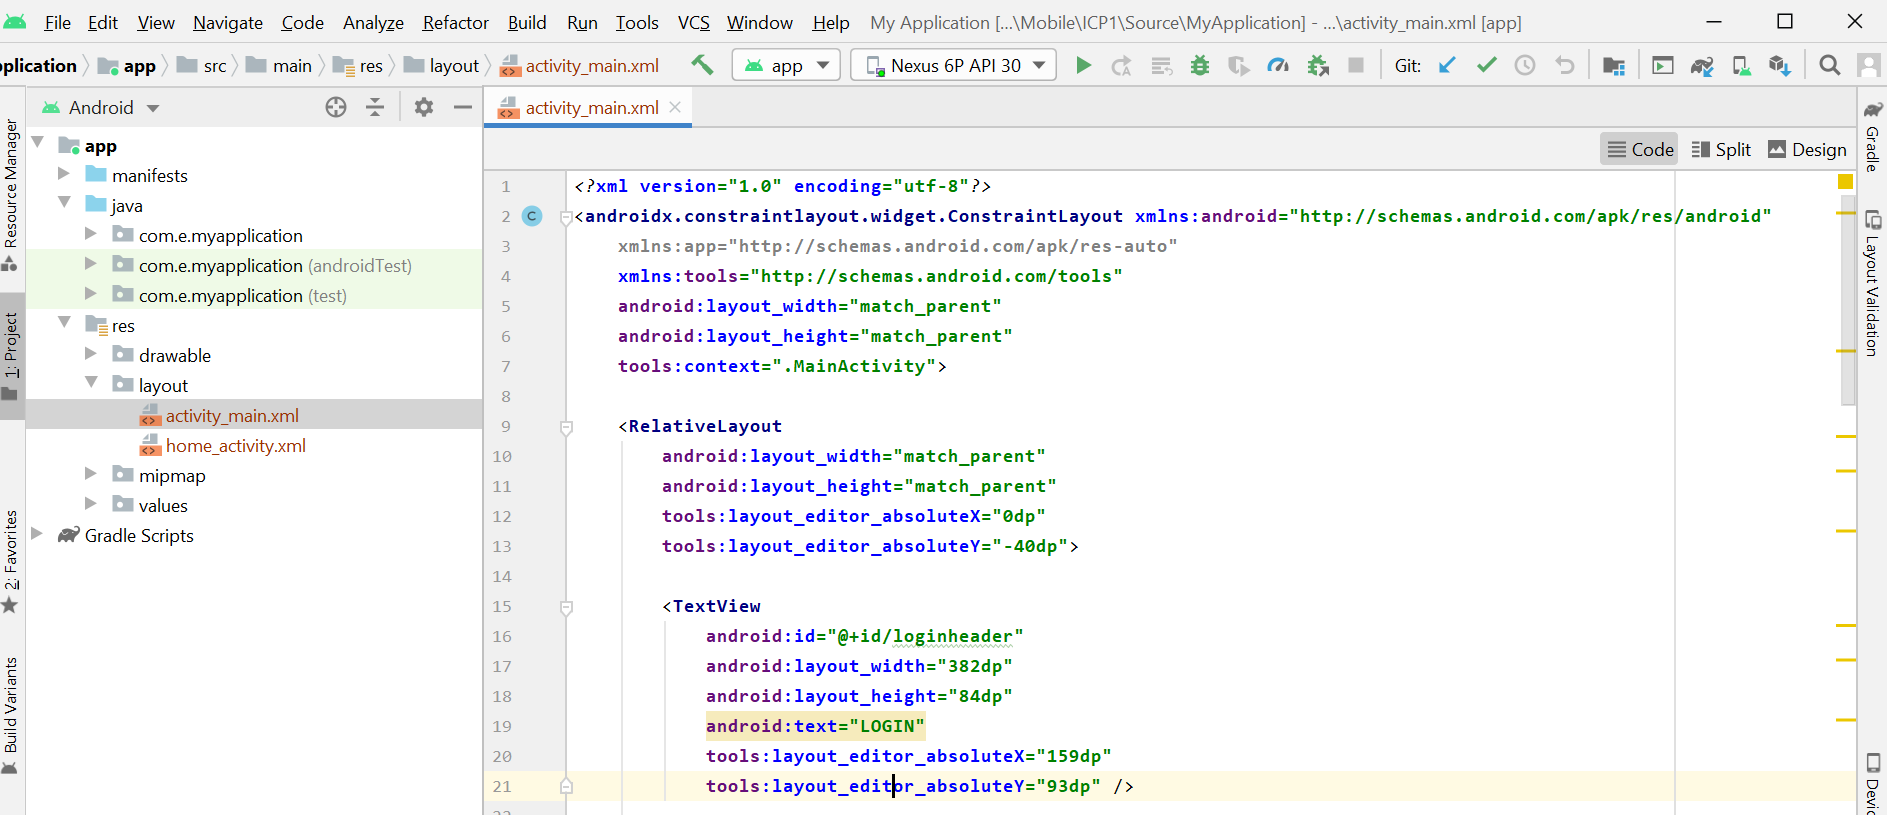 File Edit View Navigate Code Analyze Refactor Build Run Tools VCS Window Help My Application [...\Mobile\ICP1\Source\MyApplication] - ...\activity_main.xml [app]
pplication app src main res layout activity_main.xml app Nexus 6P API 30 Git:
Android
activity_main.xml
Code Split Design
Resource Manager
1: Project
2: Favorites
Build Variants
app
manifests
java
com.e.myapplication
com.e.myapplication (androidTest)
com.e.myapplication (test)
res
drawable
layout
activity_main.xml
home_activity.xml
mipmap
values
Gradle Scripts
1 <?xml version="1.0" encoding="utf-8"?>
2 C <androidx.constraintlayout.widget.ConstraintLayout xmlns:android="http://schemas.android.com/apk/res/android"
3 xmlns:app="http://schemas.android.com/apk/res-auto"
4 xmlns:tools="http://schemas.android.com/tools"
5 android:layout_width="match_parent"
6 android:layout_height="match_parent"
7 tools:context=".MainActivity">
8
9 <RelativeLayout
10 android:layout_width="match_parent"
11 android:layout_height="match_parent"
12 tools:layout_editor_absoluteX="0dp"
13 tools:layout_editor_absoluteY="-40dp">
14
15 <TextView
16 android:id="@+id/loginheader"
17 android:layout_width="382dp"
18 android:layout_height="84dp"
19 android:text="LOGIN"
20 tools:layout_editor_absoluteX="159dp"
21 tools:layout_editor_absoluteY="93dp" />
Gradle
Layout Validation